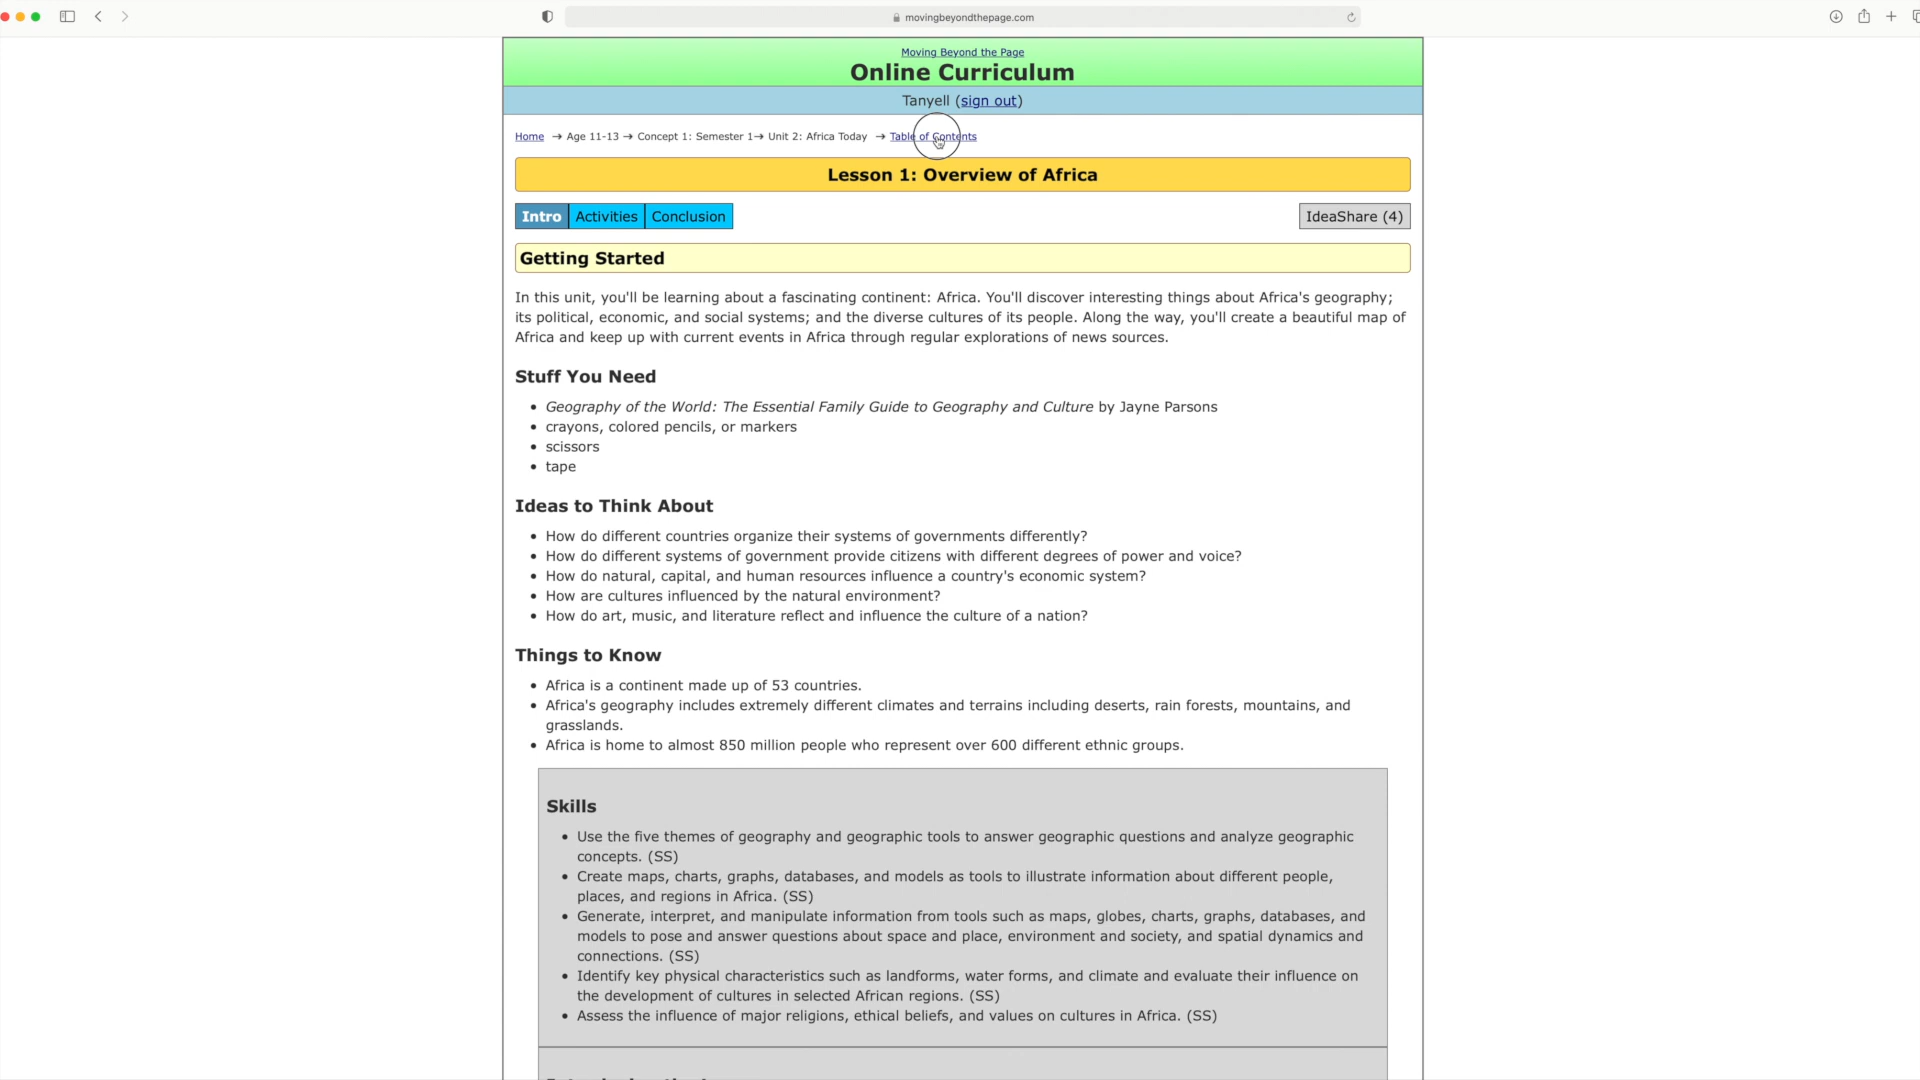 movingbeyondthepage.com
Moving Beyond the Page
Online Curriculum
Tanyell (sign out)
Home → Age 11-13 → Concept 1: Semester 1→ Unit 2: Africa Today → Table of Contents
Lesson 1: Overview of Africa
Intro Activities Conclusion IdeaShare (4)
Getting Started
In this unit, you'll be learning about a fascinating continent: Africa. You'll discover interesting things about Africa's geography;
its political, economic, and social systems; and the diverse cultures of its people. Along the way, you'll create a beautiful map of
Africa and keep up with current events in Africa through regular explorations of news sources.
Stuff You Need
• Geography of the World: The Essential Family Guide to Geography and Culture by Jayne Parsons
• crayons, colored pencils, or markers
• scissors
• tape
Ideas to Think About
• How do different countries organize their systems of governments differently?
• How do different systems of government provide citizens with different degrees of power and voice?
• How do natural, capital, and human resources influence a country's economic system?
• How are cultures influenced by the natural environment?
• How do art, music, and literature reflect and influence the culture of a nation?
Things to Know
• Africa is a continent made up of 53 countries.
• Africa's geography includes extremely different climates and terrains including deserts, rain forests, mountains, and
grasslands.
• Africa is home to almost 850 million people who represent over 600 different ethnic groups.
Skills
• Use the five themes of geography and geographic tools to answer geographic questions and analyze geographic
concepts. (SS)
• Create maps, charts, graphs, databases, and models as tools to illustrate information about different people,
places, and regions in Africa. (SS)
• Generate, interpret, and manipulate information from tools such as maps, globes, charts, graphs, databases, and
models to pose and answer questions about space and place, environment and society, and spatial dynamics and
connections. (SS)
• Identify key physical characteristics such as landforms, water forms, and climate and evaluate their influence on
the development of cultures in selected African regions. (SS)
• Assess the influence of major religions, ethical beliefs, and values on cultures in Africa. (SS)